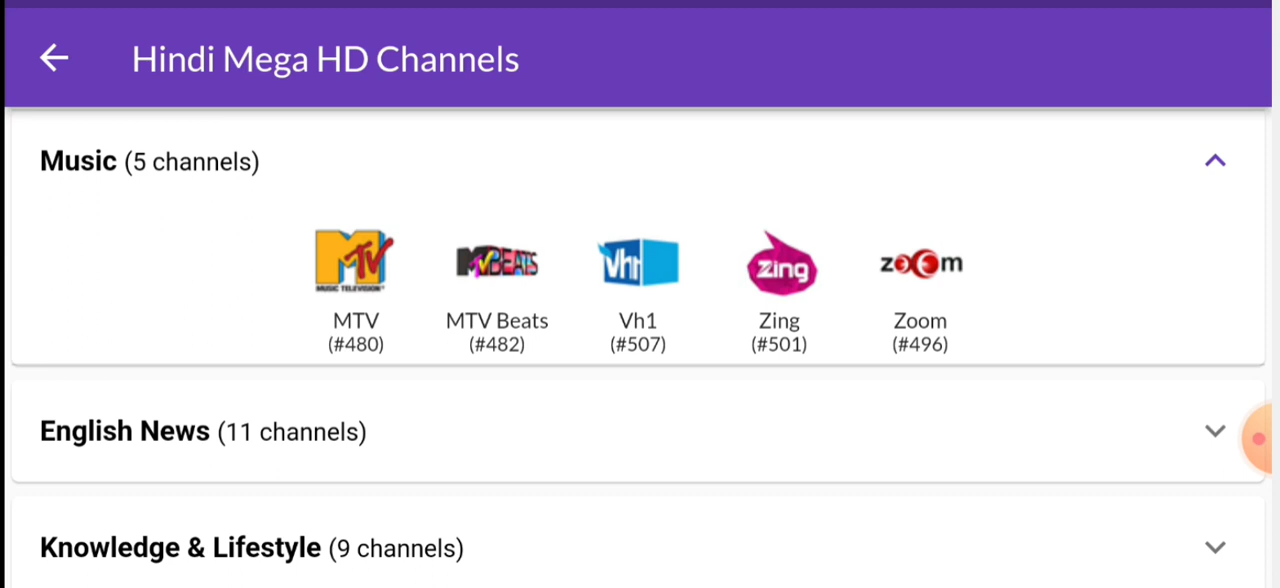 Hindi Mega HD Channels
Music (5 channels)
MTV
MUSIC TELEVISION
MTV BEATS
vh1
zing
zoom
MTV
(#480)
MTV Beats
(#482)
Vh1
(#507)
Zing
(#501)
Zoom
(#496)
English News (11 channels)
Knowledge & Lifestyle (9 channels)